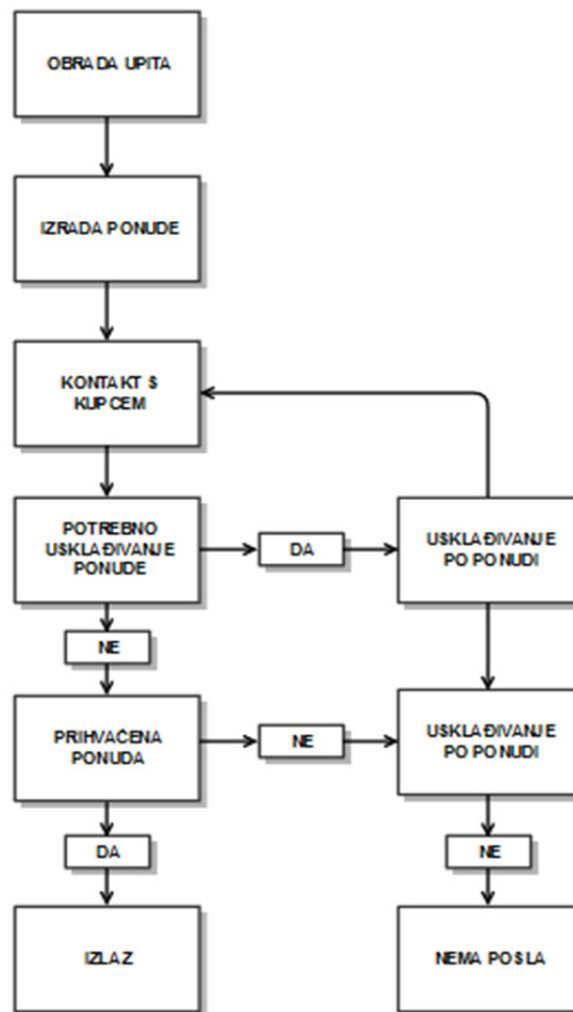 OBRADA UPITA
IZRADA PONUDE
KONTAKT S
KUPCEM
POTREBNO
USKLAĐIVANJE
PONUDE
DA
USKLAĐIVANJE
PO PONUDI
NE
PRIHVAĆENA
PONUDA
NE
USKLAĐIVANJE
PO PONUDI
DA
NE
IZLAZ
NEMA POSLA